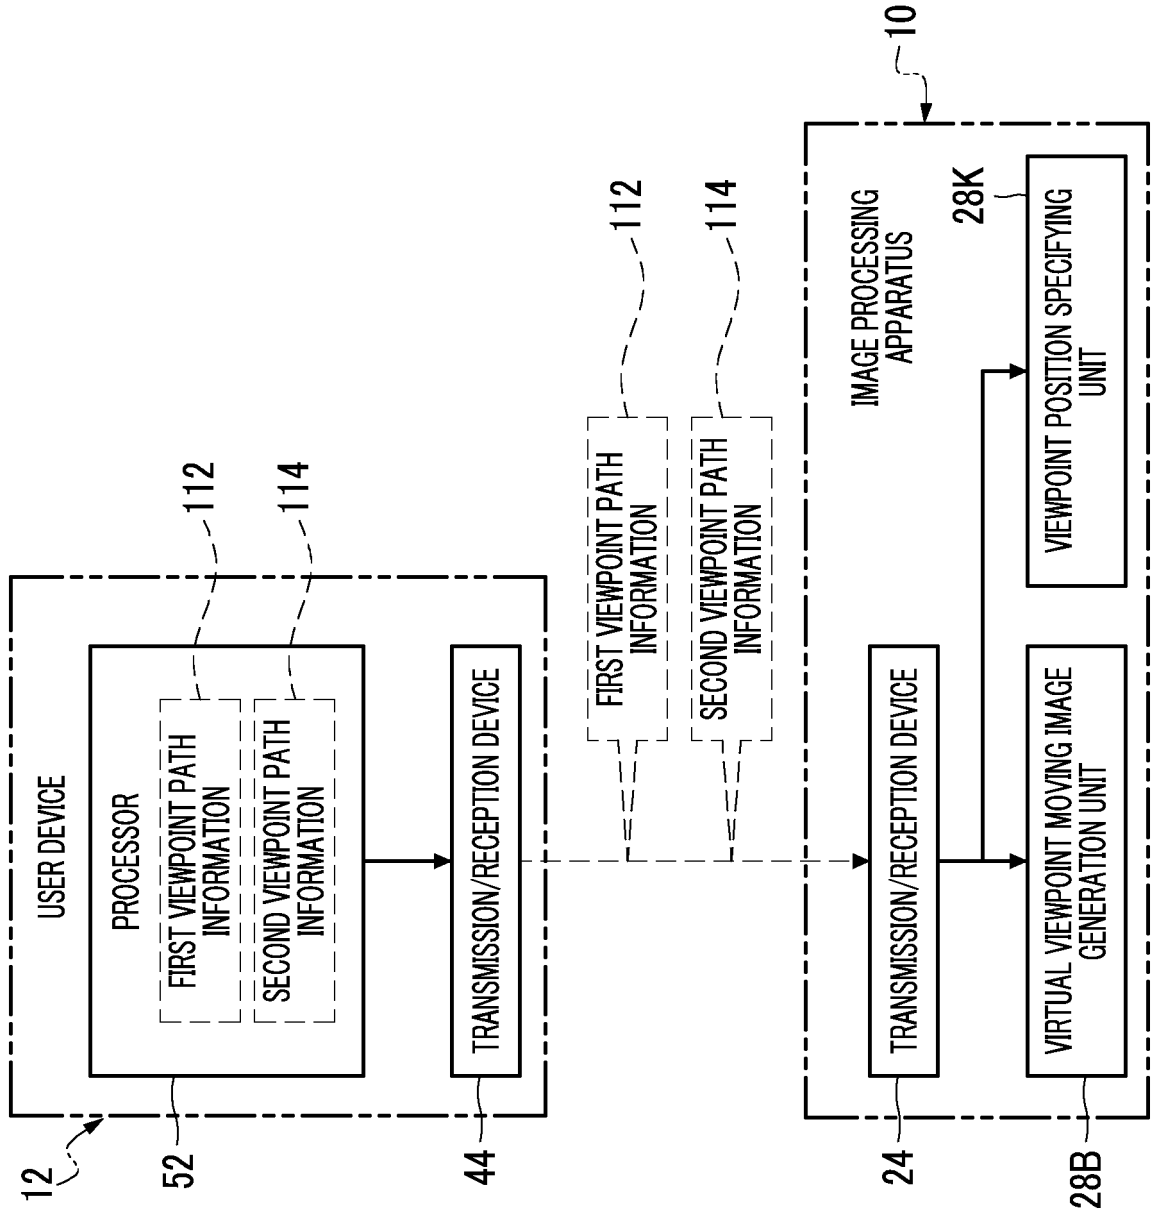 12
USER DEVICE
52
PROCESSOR
FIRST VIEWPOINT PATH
INFORMATION
112
SECOND VIEWPOINT PATH
INFORMATION
114
44
TRANSMISSION/RECEPTION DEVICE
FIRST VIEWPOINT PATH
INFORMATION
112
SECOND VIEWPOINT PATH
INFORMATION
114
10
IMAGE PROCESSING
APPARATUS
24
TRANSMISSION/RECEPTION DEVICE
28K
28B
VIRTUAL VIEWPOINT MOVING IMAGE
GENERATION UNIT
VIEWPOINT POSITION SPECIFYING
UNIT